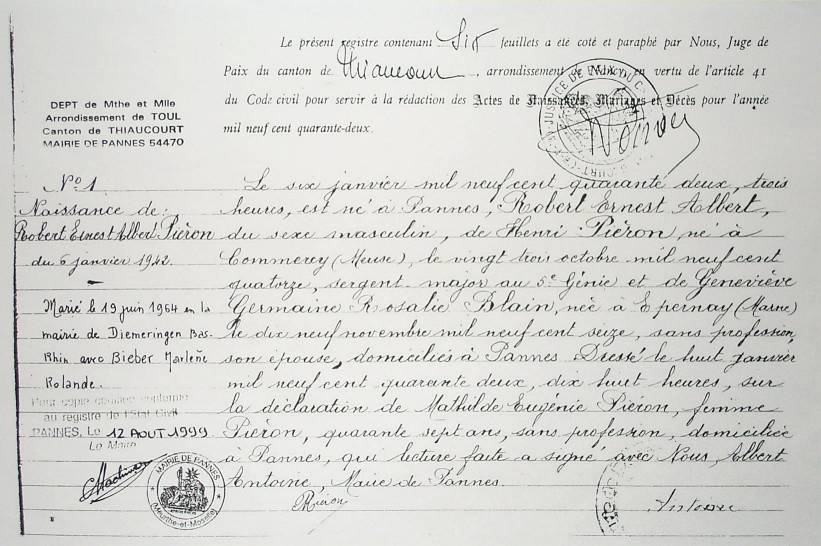 Le présent registre contenant Six feuillets a été coté et paraphé par Nous, Juge de
Paix du canton de Thiaucourt, arrondissement de en vertu de l'article 41
du Code civil pour servir à la rédaction des Actes de Naissances, Mariages et Décès pour l'année
mil neuf cent quarante-deux.
DEPT de Mthe et Mlle
Arrondissement de TOUL
Canton de THIAUCOURT
MAIRIE DE PANNES 54470
No 1
Naissance de:
Robert Ernest Albert Piéron
du 6 janvier 1942.
Marié le 19 juin 1964 en la
mairie de Diemeringen Bas-
Rhin avec Bieber Marlène
Rolande.
Pour copie conforme
au registre de l'Etat Civil
PANNES, Le 12 AOUT 1999
Le Maire
MAIRIE DE PANNES
(Meurthe-et-Moselle)
Le six janvier mil neuf cent quarante deux, trois
heures, est né à Pannes, Robert Ernest Albert,
du sexe masculin, de Henri Piéron, né à
Commercy (Meuse), le vingt trois octobre mil neuf cent
quatorze, sergent-major au 5e Génie et de Geneviève
Germaine Rosalie Blain, née à Epernay (Marne)
le dix neuf novembre mil neuf cent seize, sans profession,
son épouse, domiciliés à Pannes. Dressé le huit janvier
mil neuf cent quarante deux, dix huit heures, sur
la déclaration de Mathilde Eugénie Piéron, femme
Piéron, quarante sept ans, sans profession, domiciliée
à Pannes, qui lecture faite a signé avec Nous, Albert
Antoine, Maire de Pannes.
Piéron
Antoine